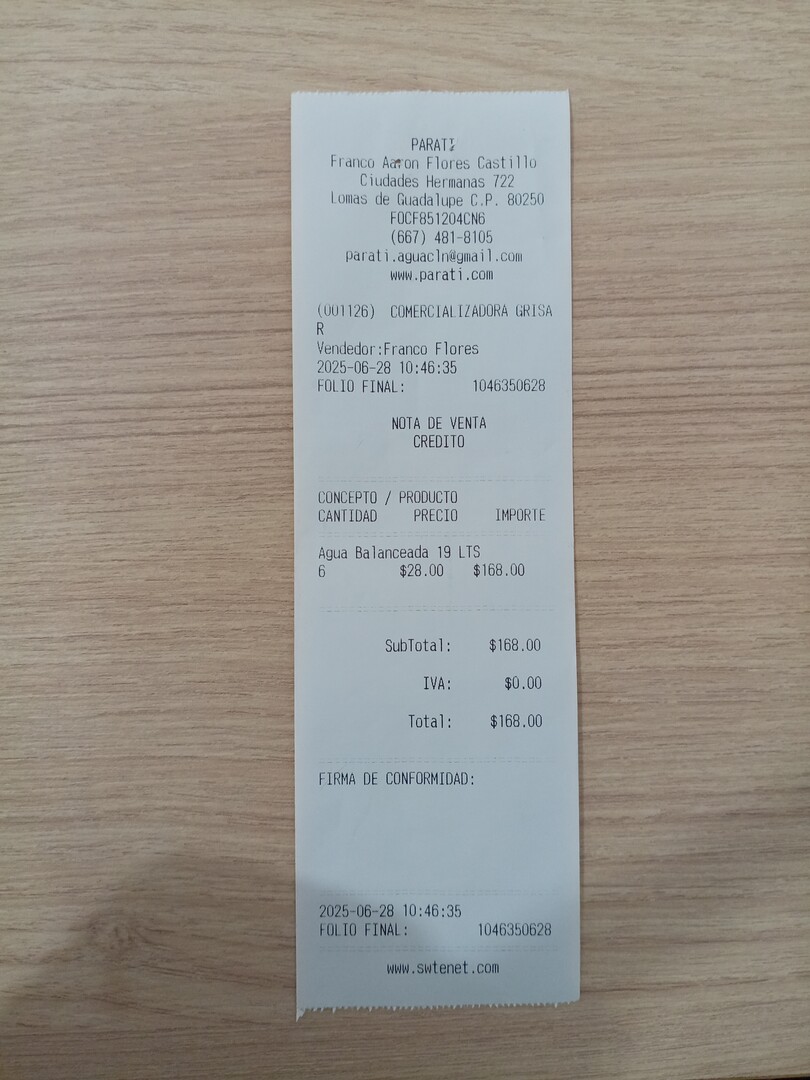 PARATI
Franco Aaron Flores Castillo
Ciudades Hermanas 722
Lomas de Guadalupe C.P. 80250
FOCF851204CN6
(667) 481-8105
parati.aguacln@gmail.com
www.parati.com
(001126) COMERCIALIZADORA GRISA
R
Vendedor:Franco Flores
2025-06-28 10:46:35
FOLIO FINAL: 1046350628
NOTA DE VENTA
CREDITO
CONCEPTO / PRODUCTO
CANTIDAD PRECIO IMPORTE
Agua Balanceada 19 LTS
6 $28.00 $168.00
SubTotal: $168.00
IVA: $0.00
Total: $168.00
FIRMA DE CONFORMIDAD:
2025-06-28 10:46:35
FOLIO FINAL: 1046350628
www.swtenet.com